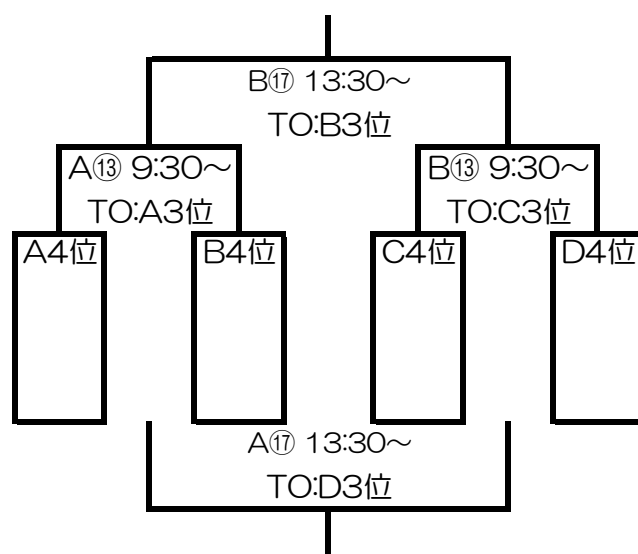 B⑰ 13:30～
TO:B3位
A⑬ 9:30～
TO:A3位
B⑬ 9:30～
TO:C3位
A4位
B4位
C4位
D4位
A⑰ 13:30～
TO:D3位